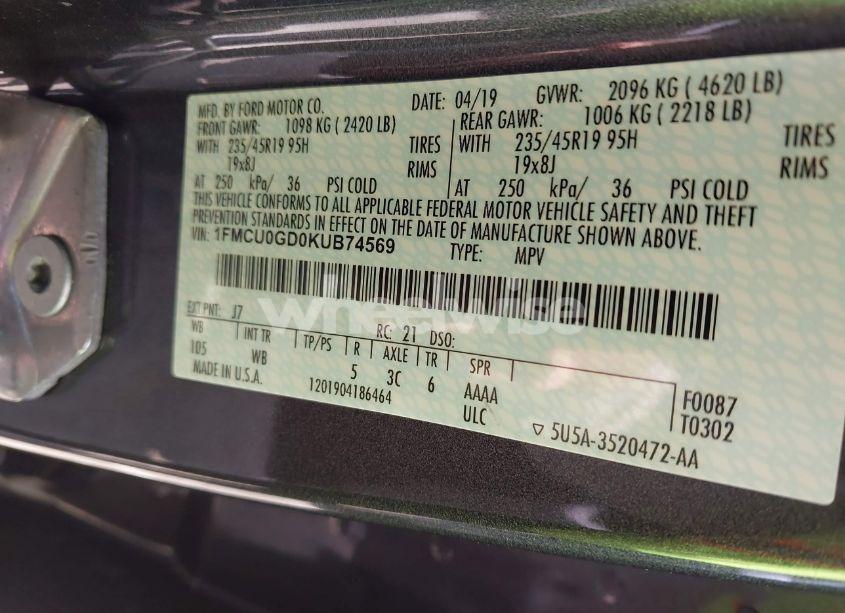 MFD. BY FORD MOTOR CO. DATE: 04/19 GVWR: 2096 KG ( 4620 LB)
FRONT GAWR: 1098 KG ( 2420 LB) REAR GAWR: 1006 KG ( 2218 LB)
WITH 235/45R19 95H TIRES WITH 235/45R19 95H TIRES
19x8J RIMS 19x8J RIMS
AT 250 kPa/ 36 PSI COLD AT 250 kPa/ 36 PSI COLD
THIS VEHICLE CONFORMS TO ALL APPLICABLE FEDERAL MOTOR VEHICLE SAFETY AND THEFT
PREVENTION STANDARDS IN EFFECT ON THE DATE OF MANUFACTURE SHOWN ABOVE.
VIN: 1FMCU0GD0KUB74569 TYPE: MPV
wheelwise
EXT PNT: J7 RC: 21 DSO:
WB INT TR TP/PS R AXLE TR SPR
105 WB 5 3C 6 AAAA F0087
MADE IN U.S.A. 1201904186464 ULC T0302
▽ 5U5A-3520472-AA